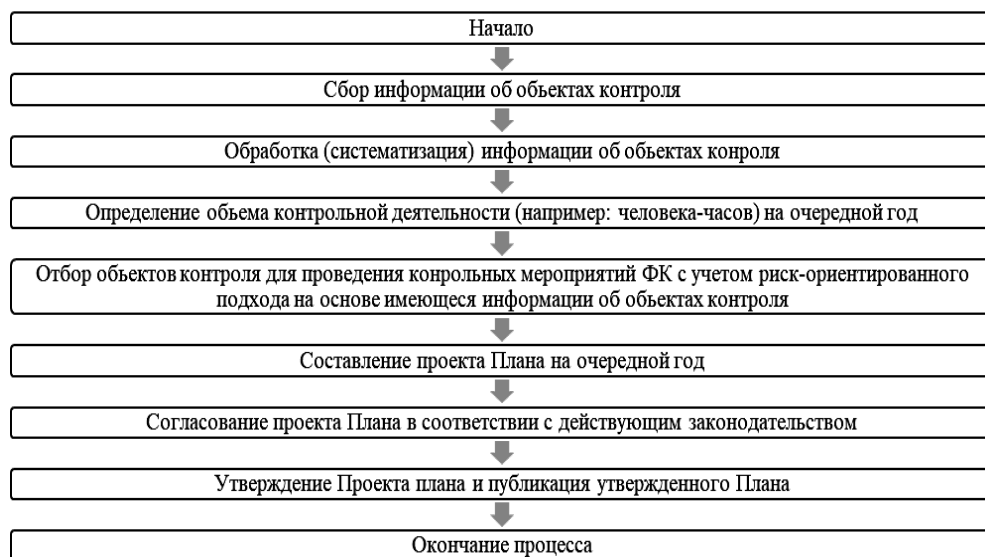 Начало
Сбор информации об обьектах контроля
Обработка (систематизация) информации об обьектах конроля
Определение обьема контрольной деятельности (например: человека-часов) на очередной год
Отбор обьектов контроля для проведения конрольных мероприятий ФК с учетом риск-ориентированного
подхода на основе имеющеся информации об обьектах контроля
Составление проекта Плана на очередной год
Согласование проекта Плана в соответствии с действующим законодательством
Утверждение Проекта плана и публикация утвержденного Плана
Окончание процесса